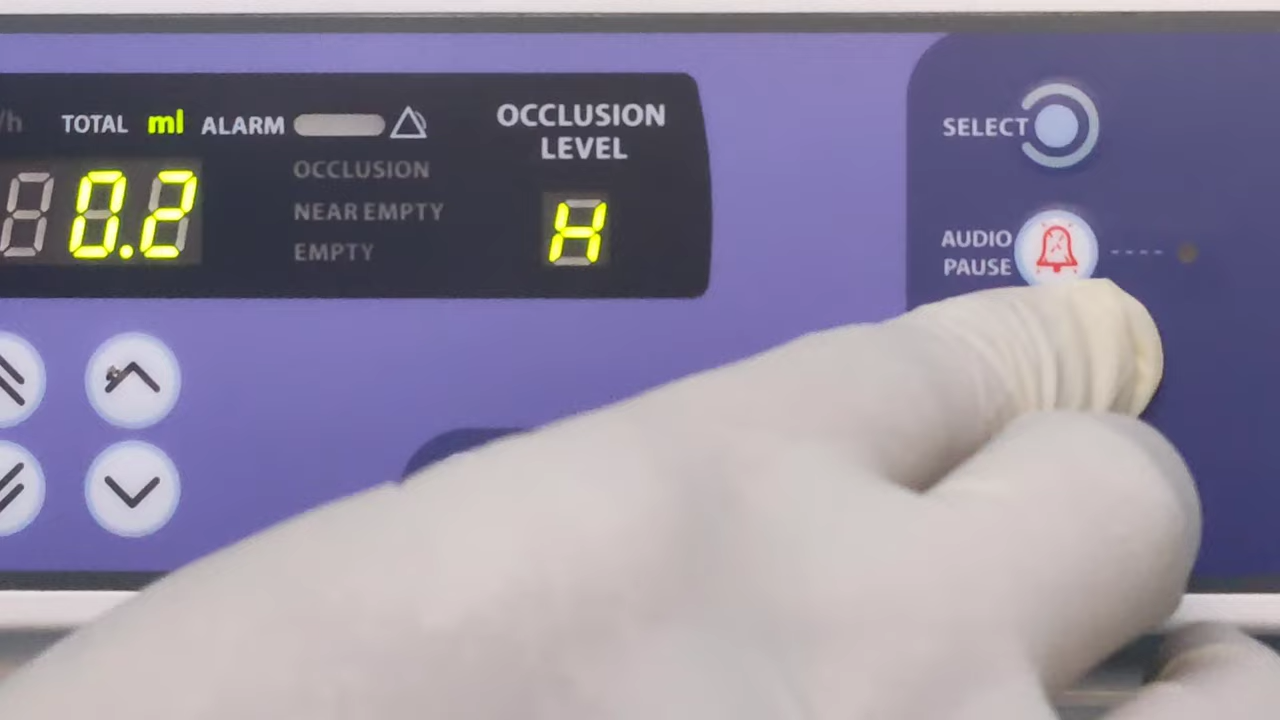 /h TOTAL ml ALARM
OCCLUSION
NEAR EMPTY
EMPTY
0.2
OCCLUSION
LEVEL
H
SELECT
AUDIO
PAUSE